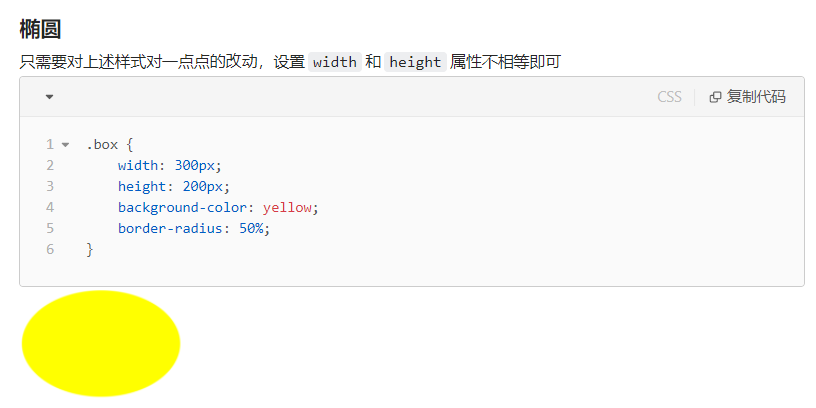 椭圆
只需要对上述样式对一点点的改动，设置 width 和 height 属性不相等即可
CSS 复制代码
1 .box {
2 width: 300px;
3 height: 200px;
4 background-color: yellow;
5 border-radius: 50%;
6 }